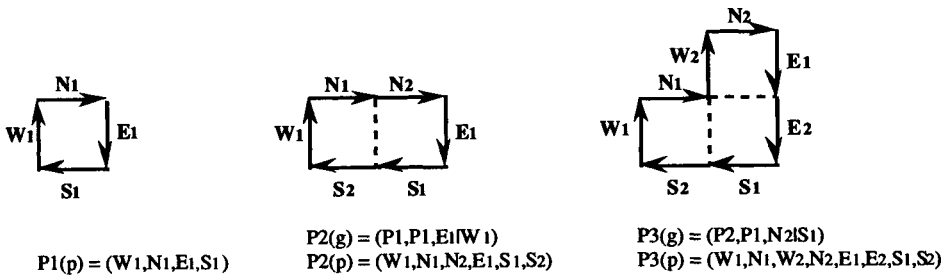 N1
W1
E1
S1
P1(p) = (W1,N1,E1,S1)
N1
N2
W1
E1
S2
S1
P2(g) = (P1,P1,E1|W1)
P2(p) = (W1,N1,N2,E1,S1,S2)
N2
W2
E1
N1
W1
E2
S2
S1
P3(g) = (P2,P1,N2|S1)
P3(p) = (W1,N1,W2,N2,E1,E2,S1,S2)